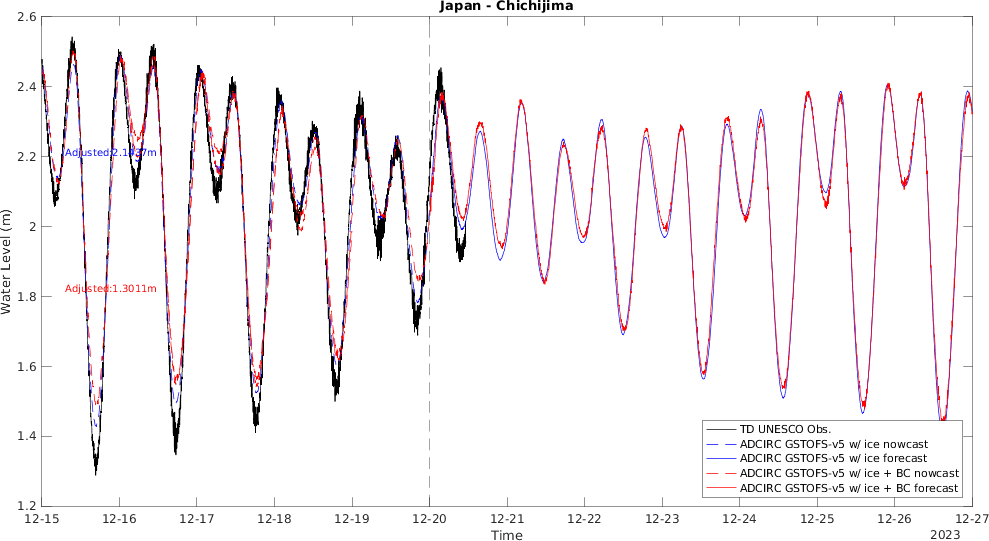 Japan - Chichijima
2.6
2.4
2.2
2
1.8
1.6
1.4
1.2
Water Level (m)
Adjusted:1.3011m
TD UNESCO Obs.
ADCIRC GSTOFS-v5 w/ ice nowcast
ADCIRC GSTOFS-v5 w/ ice forecast
ADCIRC GSTOFS-v5 w/ ice + BC nowcast
ADCIRC GSTOFS-v5 w/ ice + BC forecast
12-15 12-16 12-17 12-18 12-19 12-20 12-21 12-22 12-23 12-24 12-25 12-26 12-27
Time
2023